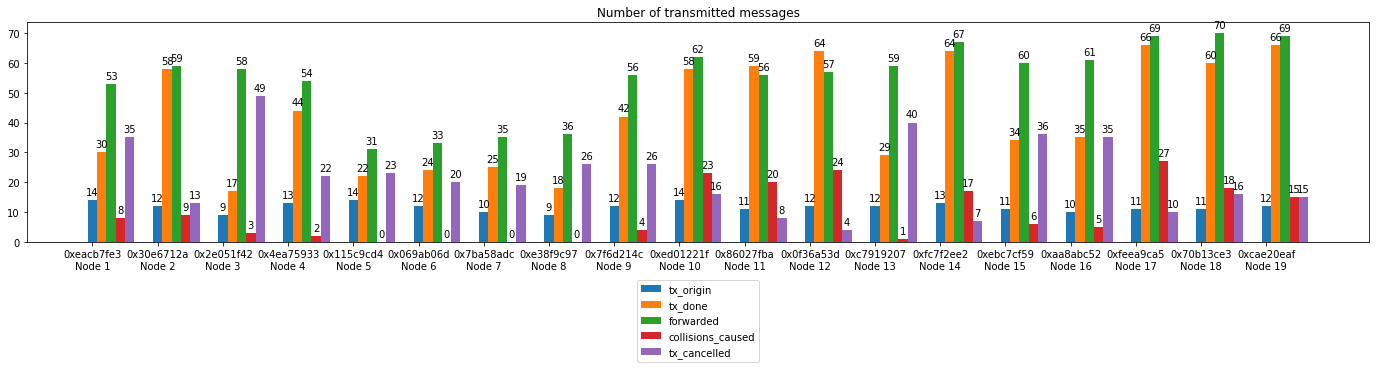 Number of transmitted messages
70
60
50
40
30
20
10
0
14 30 53 8 35
12 58 59 9 13
9 17 58 3 49
13 44 54 2 22
14 22 31 0 23
12 24 33 0 20
10 25 35 0 19
9 18 36 0 26
12 42 56 4 26
14 58 62 23 16
11 59 56 20 8
12 64 57 24 4
12 29 59 1 40
13 64 67 17 7
11 34 60 6 36
10 35 61 5 35
11 66 69 27 10
11 60 70 18 16
12 66 69 15 15
0xeacb7fe3 0x30e6712a 0x2e051f42 0x4ea75933 0x115c9cd4 0x069ab06d 0x7ba58adc 0xe38f9c97 0x7f6d214c 0xed01221f 0x86027fba 0x0f36a53d 0xc7919207 0xfc7f2ee2 0xebc7cf59 0xaa8abc52 0xfeea9ca5 0x70b13ce3 0xcae20eaf
Node 1 Node 2 Node 3 Node 4 Node 5 Node 6 Node 7 Node 8 Node 9 Node 10 Node 11 Node 12 Node 13 Node 14 Node 15 Node 16 Node 17 Node 18 Node 19
tx_origin
tx_done
forwarded
collisions_caused
tx_cancelled